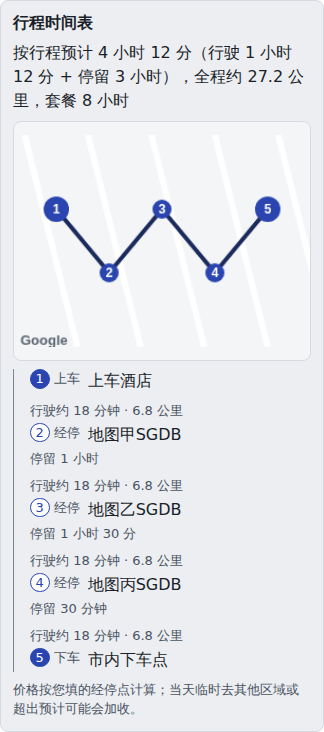 行程时间表
按行程预计 4 小时 12 分（行驶 1 小时
12 分 + 停留 3 小时），全程约 27.2 公
里，套餐 8 小时
1
3
5
2
4
Google
1 上车 上车酒店
行驶约 18 分钟 · 6.8 公里
2 经停 地图甲SGDB
停留 1 小时
行驶约 18 分钟 · 6.8 公里
3 经停 地图乙SGDB
停留 1 小时 30 分
行驶约 18 分钟 · 6.8 公里
4 经停 地图丙SGDB
停留 30 分钟
行驶约 18 分钟 · 6.8 公里
5 下车 市内下车点
价格按您填的经停点计算；当天临时去其他区域或
超出预计可能会加收。